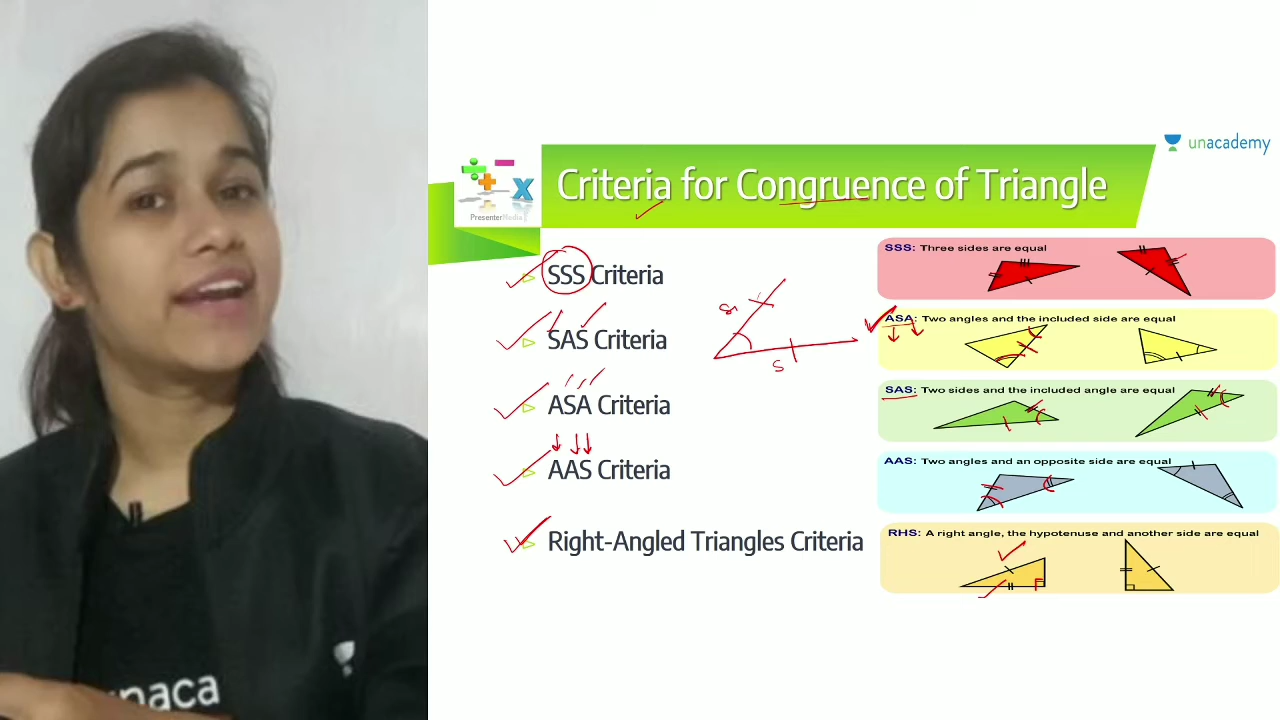 unacademy
Criteria for Congruence of Triangle
PresenterMedia
SSS Criteria
SAS Criteria
ASA Criteria
AAS Criteria
Right-Angled Triangles Criteria
S
S
SSS: Three sides are equal
ASA: Two angles and the included side are equal
SAS: Two sides and the included angle are equal
AAS: Two angles and an opposite side are equal
RHS: A right angle, the hypotenuse and another side are equal
unaca